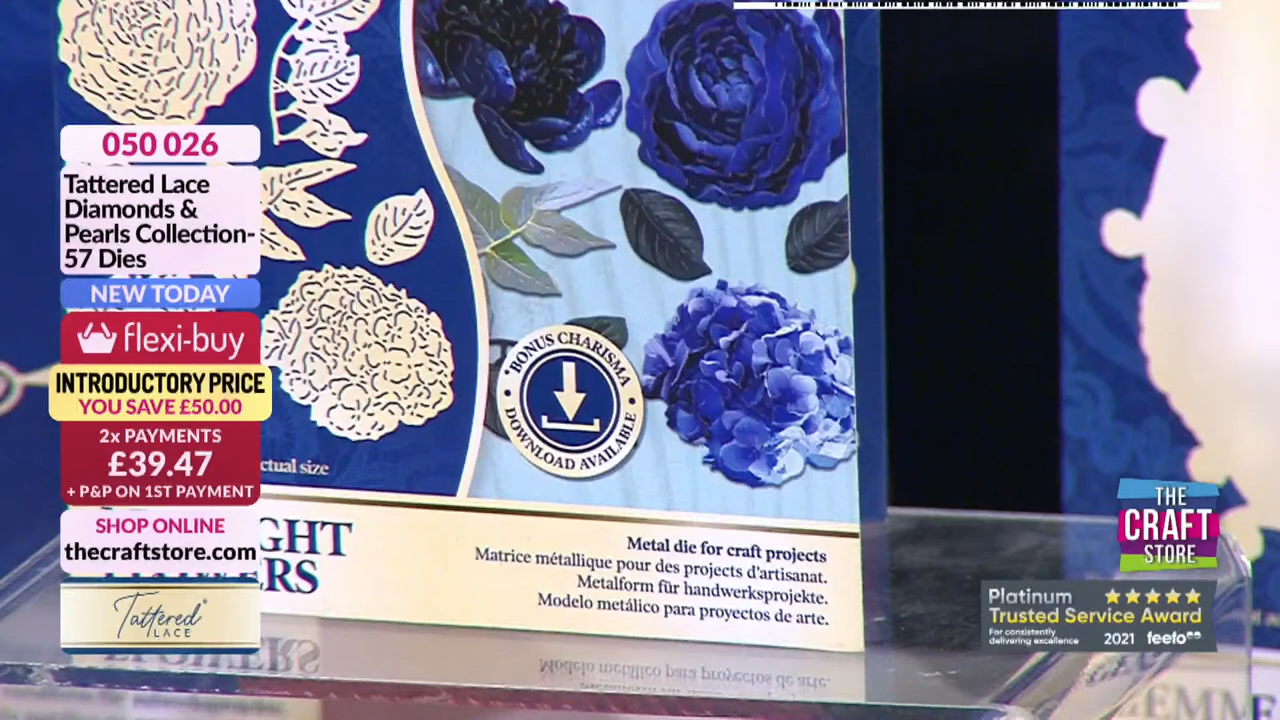 050 026
Tattered Lace
Diamonds &
Pearls Collection-
57 Dies
NEW TODAY
flexi-buy
INTRODUCTORY PRICE
YOU SAVE £50.00
2x PAYMENTS
£39.47
+ P&P ON 1ST PAYMENT
SHOP ONLINE
thecraftstore.com
Tattered
LACE
*BONUS CHARISMA
DOWNLOAD AVAILABLE
ctual size
GHT
ERS
Metal die for craft projects
Matrice métallique pour des projects d'artisanat.
Metalform für handwerksprojekte.
Modelo metálico para proyectos de arte.
THE
CRAFT
STORE
Platinum
Trusted Service Award
For consistently
delivering excellence
2021 feefo
EMME